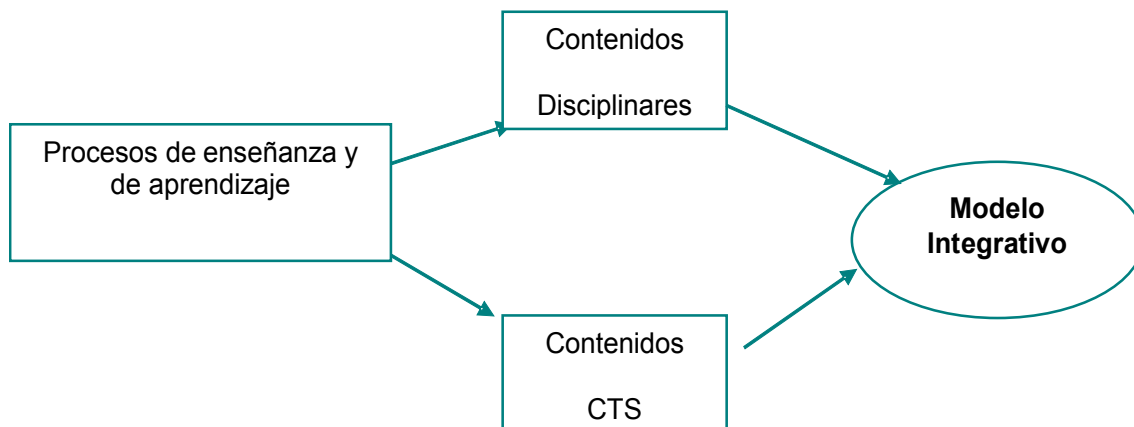 Contenidos
Disciplinares
Procesos de enseñanza y
de aprendizaje
Modelo
Integrativo
Contenidos
CTS